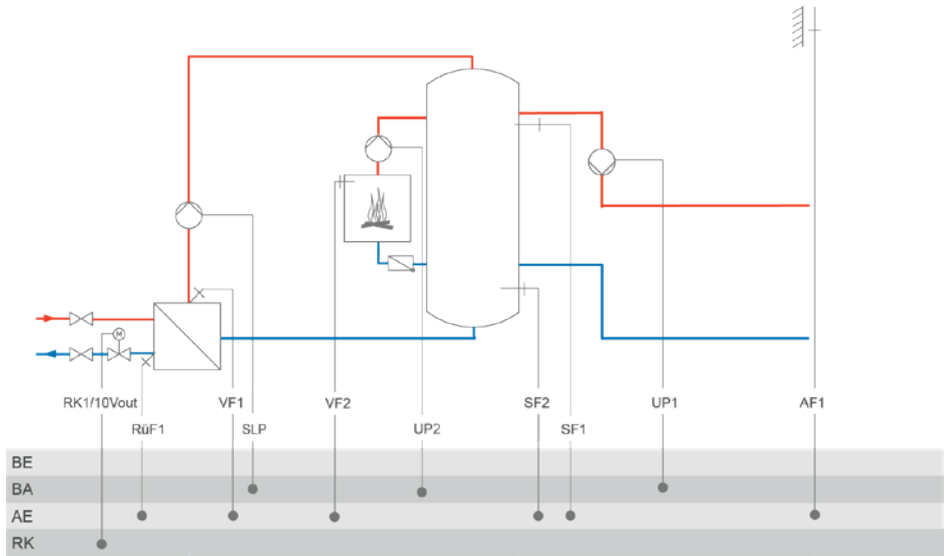 M
RK1/10Vout VF1 VF2 SF2 UP1 AF1
RüF1 SLP UP2 SF1
BE
BA
AE
RK